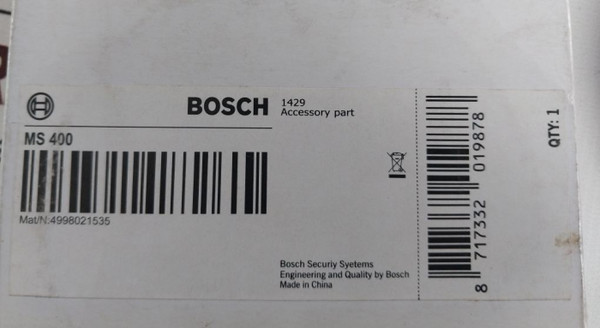 BOSCH
1429
Accessory part
MS 400
Mat/N:4998021535
Bosch Securiy Syetems
Engineering and Quality by Bosch
Made in China
8 717332 019878
QTY: 1